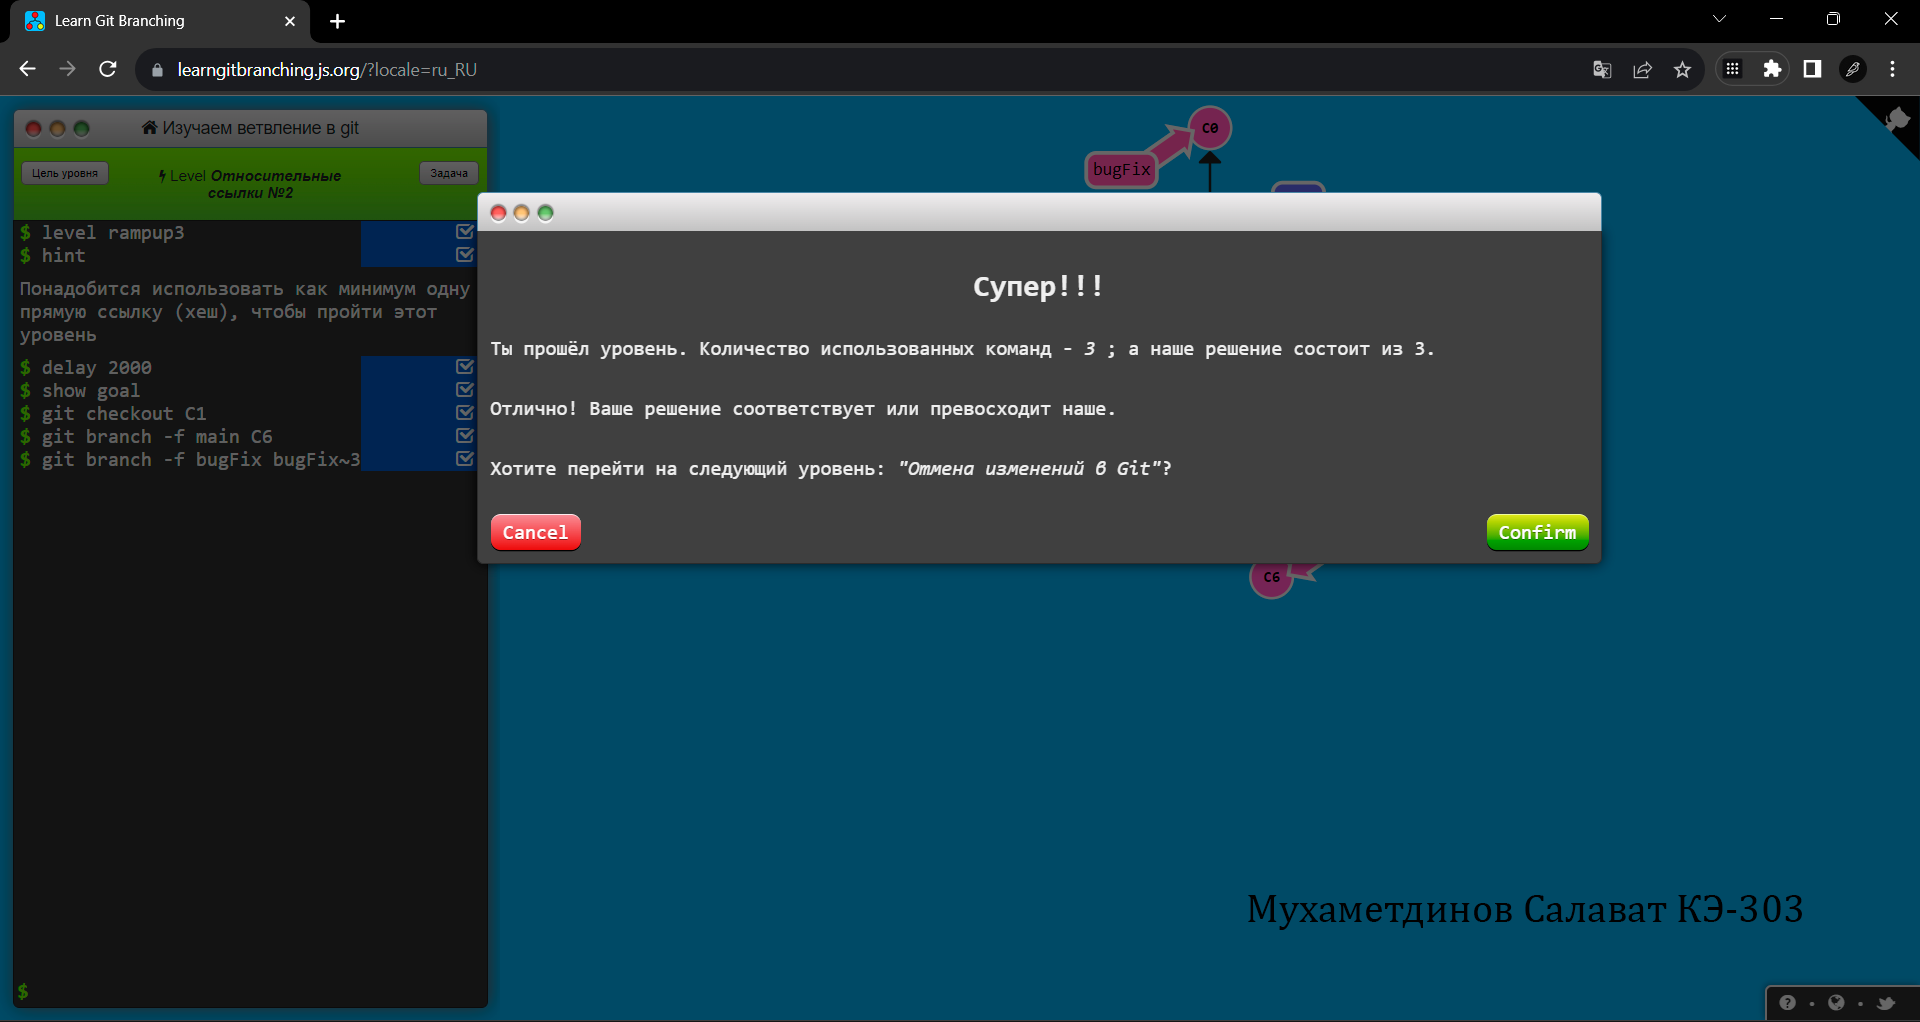 Learn Git Branching
learngitbranching.js.org/?locale=ru_RU
Изучаем ветвление в git
Цель уровня
Level Относительные
ссылки №2
Задача
$ level rampup3
$ hint
Понадобится использовать как минимум одну
прямую ссылку (хеш), чтобы пройти этот
уровень
$ delay 2000
$ show goal
$ git checkout C1
$ git branch -f main C6
$ git branch -f bugFix bugFix~3
$
C0
bugFix
Супер!!!
Ты прошёл уровень. Количество использованных команд - 3 ; а наше решение состоит из 3.
Отлично! Ваше решение соответствует или превосходит наше.
Хотите перейти на следующий уровень: "Отмена изменений в Git"?
Cancel
Confirm
C6
Мухаметдинов Салават КЭ-303